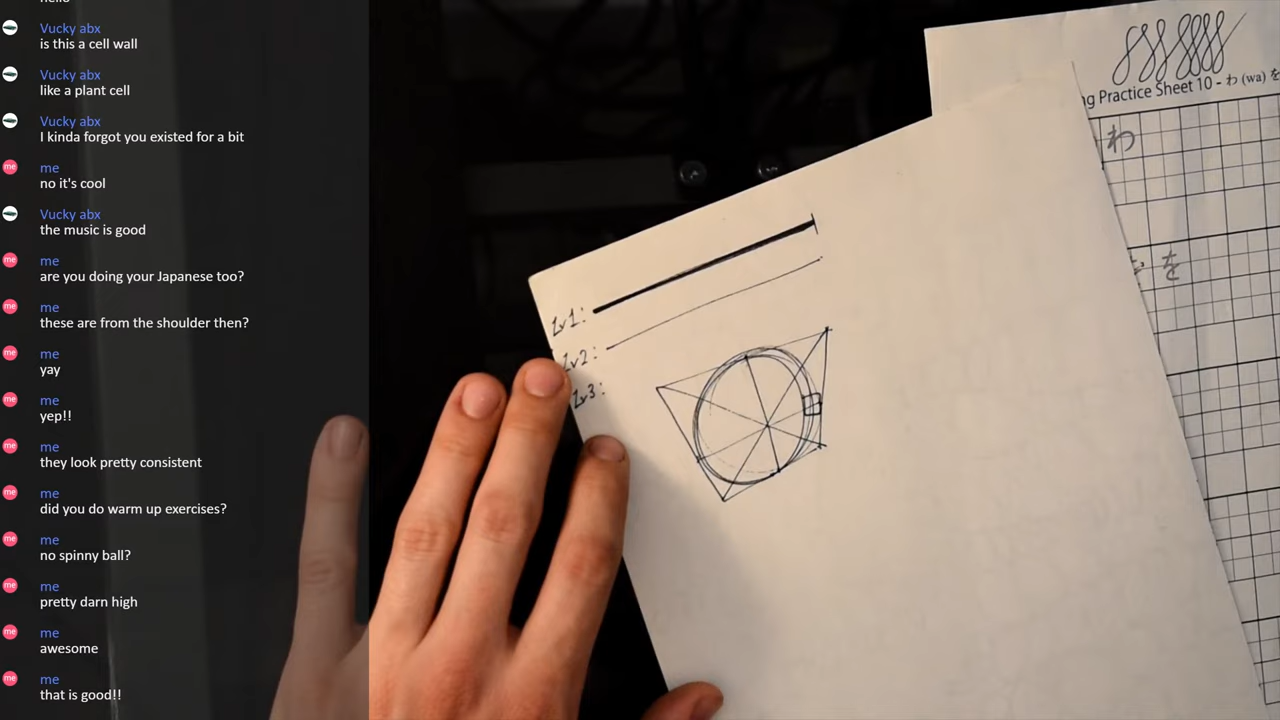 hello
Vucky abx
is this a cell wall
Vucky abx
like a plant cell
Vucky abx
I kinda forgot you existed for a bit
me
no it's cool
Vucky abx
the music is good
me
are you doing your Japanese too?
me
these are from the shoulder then?
me
yay
me
yep!!
me
they look pretty consistent
me
did you do warm up exercises?
me
no spinny ball?
me
pretty darn high
me
awesome
me
that is good!!
Lv1:
Lv2:
Lv3:
ng Practice Sheet 10 - わ (wa) を
わ
を